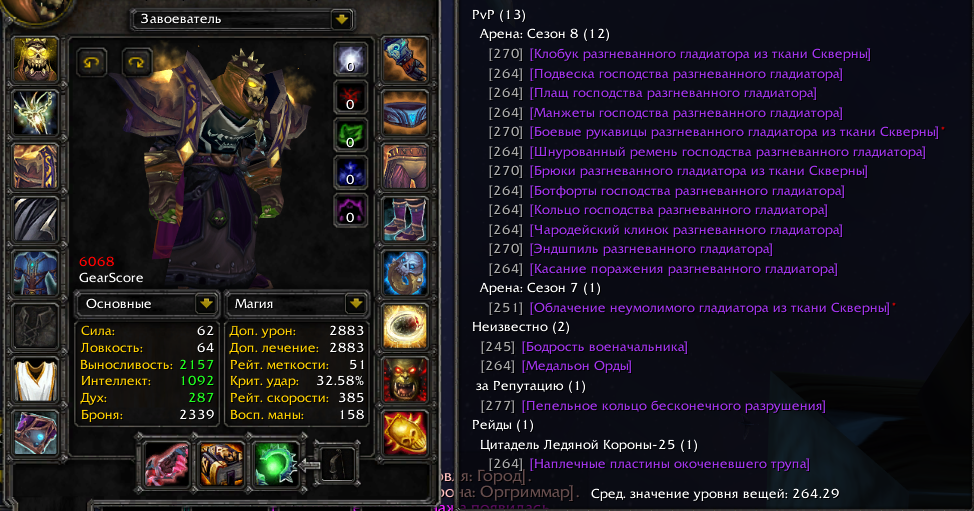 Завоеватель
0
0
0
0
0
6068
GearScore
Основные
Сила: 62
Ловкость: 64
Выносливость: 2157
Интеллект: 1092
Дух: 287
Броня: 2339
Магия
Доп. урон: 2883
Доп. лечение: 2883
Рейт. меткости: 51
Крит. удар: 32.58%
Рейт. скорости: 385
Восп. маны: 158
PvP (13)
Арена: Сезон 8 (12)
[270] [Клобук разгневанного гладиатора из ткани Скверны]
[264] [Подвеска господства разгневанного гладиатора]
[264] [Плащ господства разгневанного гладиатора]
[264] [Манжеты господства разгневанного гладиатора]
[270] [Боевые рукавицы разгневанного гладиатора из ткани Скверны]*
[264] [Шнурованный ремень господства разгневанного гладиатора]
[270] [Брюки разгневанного гладиатора из ткани Скверны]
[264] [Ботфорты господства разгневанного гладиатора]
[264] [Кольцо господства разгневанного гладиатора]
[264] [Чародейский клинок разгневанного гладиатора]
[270] [Эндшпиль разгневанного гладиатора]
[264] [Касание поражения разгневанного гладиатора]
Арена: Сезон 7 (1)
[251] [Облачение неумолимого гладиатора из ткани Скверны]*
Неизвестно (2)
[245] [Бодрость военачальника]
[264] [Медальон Орды]
за Репутацию (1)
[277] [Пепельное кольцо бесконечного разрушения]
Рейды (1)
Цитадель Ледяной Короны-25 (1)
[264] [Наплечные пластины окоченевшего трупа]
Город].
Оргриммар].
Сред. значение уровня вещей: 264.29